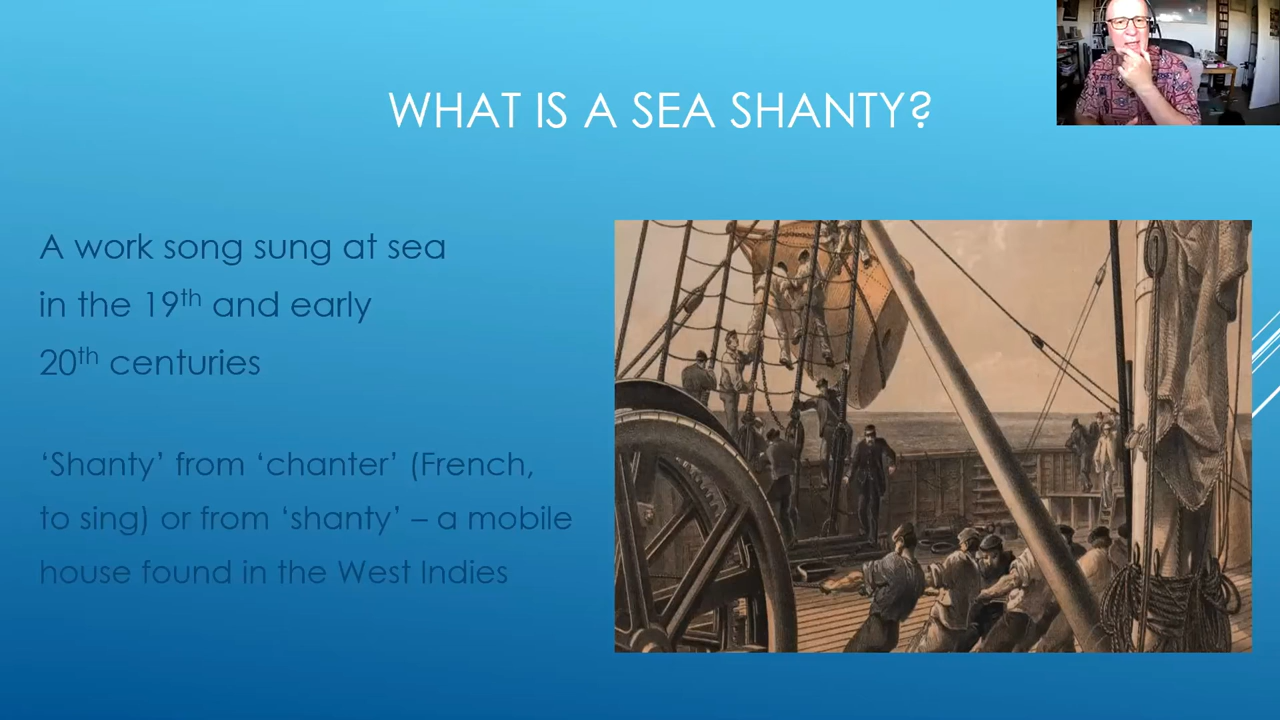 WHAT IS A SEA SHANTY?
A work song sung at sea
in the 19th and early
20th centuries
‘Shanty’ from ‘chanter’ (French,
to sing) or from ‘shanty’ – a mobile
house found in the West Indies